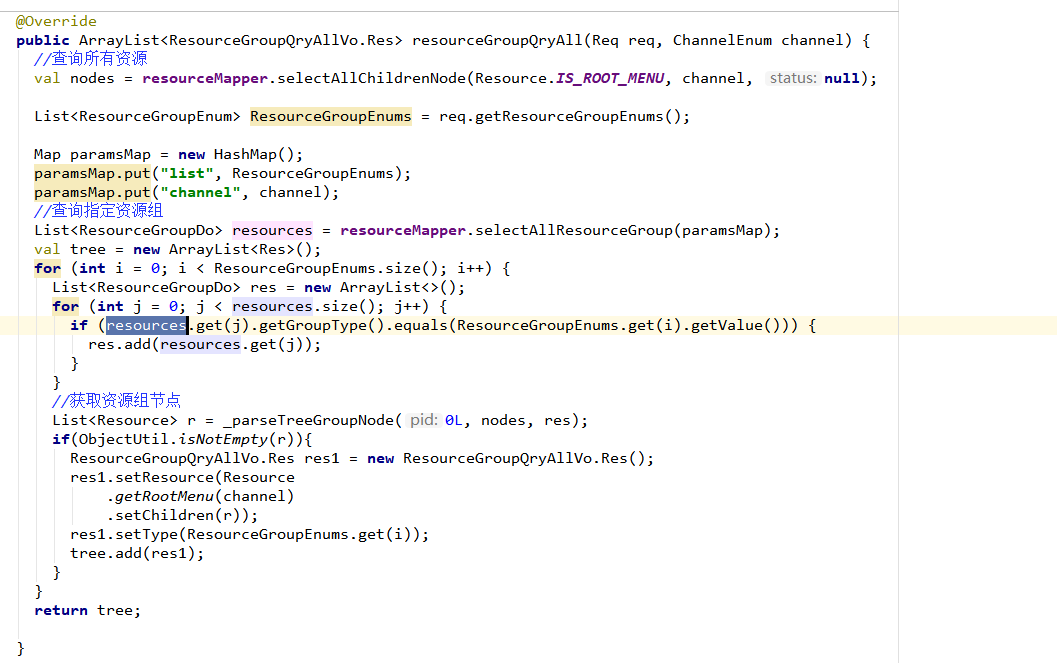 @Override
public ArrayList<ResourceGroupQryAllVo.Res> resourceGroupQryAll(Req req, ChannelEnum channel) {
//查询所有资源
val nodes = resourceMapper.selectAllChildrenNode(Resource.IS_ROOT_MENU, channel, status: null);
List<ResourceGroupEnum> ResourceGroupEnums = req.getResourceGroupEnums();
Map paramsMap = new HashMap();
paramsMap.put("list", ResourceGroupEnums);
paramsMap.put("channel", channel);
//查询指定资源组
List<ResourceGroupDo> resources = resourceMapper.selectAllResourceGroup(paramsMap);
val tree = new ArrayList<Res>();
for (int i = 0; i < ResourceGroupEnums.size(); i++) {
List<ResourceGroupDo> res = new ArrayList<>();
for (int j = 0; j < resources.size(); j++) {
if (resources.get(j).getGroupType().equals(ResourceGroupEnums.get(i).getValue())) {
res.add(resources.get(j));
}
}
//获取资源组节点
List<Resource> r = _parseTreeGroupNode( pid: 0L, nodes, res);
if(ObjectUtil.isNotEmpty(r)){
ResourceGroupQryAllVo.Res res1 = new ResourceGroupQryAllVo.Res();
res1.setResource(Resource
.getRootMenu(channel)
.setChildren(r));
res1.setType(ResourceGroupEnums.get(i));
tree.add(res1);
}
}
return tree;
}